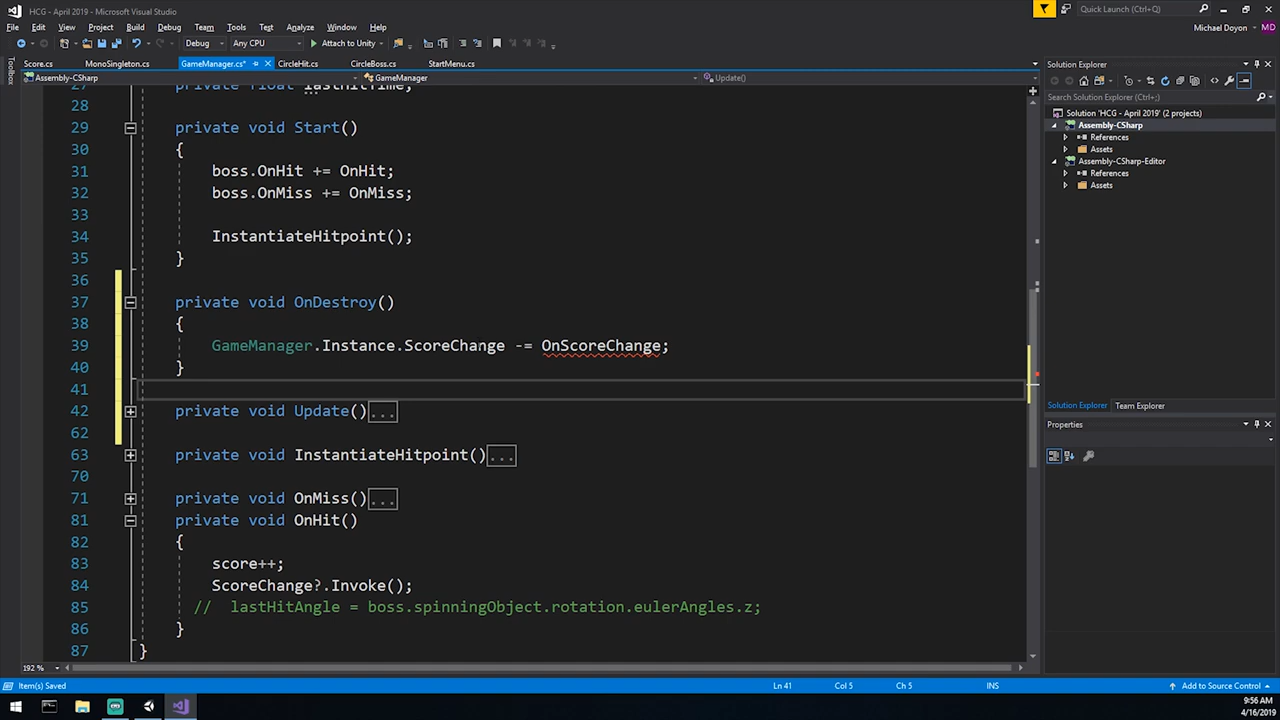 HCG - April 2019 - Microsoft Visual Studio
Quick Launch (Ctrl+Q)
File Edit View Project Build Debug Team Tools Test Analyze Window Help
Michael Doyon MD
Debug Any CPU Attach to Unity
Score.cs MonoSingleton.cs GameManager.cs* CircleHit.cs CircleBoss.cs StartMenu.cs
Toolbox
Assembly-CSharp GameManager Update()
27 private float lastHitTime;
28
29 private void Start()
30 {
31 boss.OnHit += OnHit;
32 boss.OnMiss += OnMiss;
33
34 InstantiateHitpoint();
35 }
36
37 private void OnDestroy()
38 {
39 GameManager.Instance.ScoreChange -= OnScoreChange;
40 }
41
42 private void Update()...
62
63 private void InstantiateHitpoint()...
70
71 private void OnMiss()...
81 private void OnHit()
82 {
83 score++;
84 ScoreChange?.Invoke();
85 // lastHitAngle = boss.spinningObject.rotation.eulerAngles.z;
86 }
87 }
192 %
Solution Explorer
Search Solution Explorer (Ctrl+;)
Solution 'HCG - April 2019' (2 projects)
Assembly-CSharp
References
Assets
Assembly-CSharp-Editor
References
Assets
Solution Explorer Team Explorer
Properties
Item(s) Saved Ln 41 Col 5 Ch 5 INS Add to Source Control
9:56 AM
4/16/2019